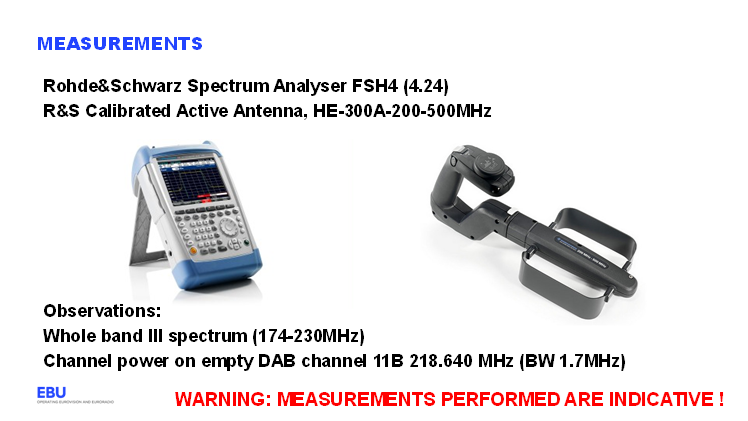 MEASUREMENTS
Rohde&Schwarz Spectrum Analyser FSH4 (4.24)
R&S Calibrated Active Antenna, HE-300A-200-500MHz
Observations:
Whole band III spectrum (174-230MHz)
Channel power on empty DAB channel 11B 218.640 MHz (BW 1.7MHz)
EBU
OPERATING EUROVISION AND EURORADIO
WARNING: MEASUREMENTS PERFORMED ARE INDICATIVE !